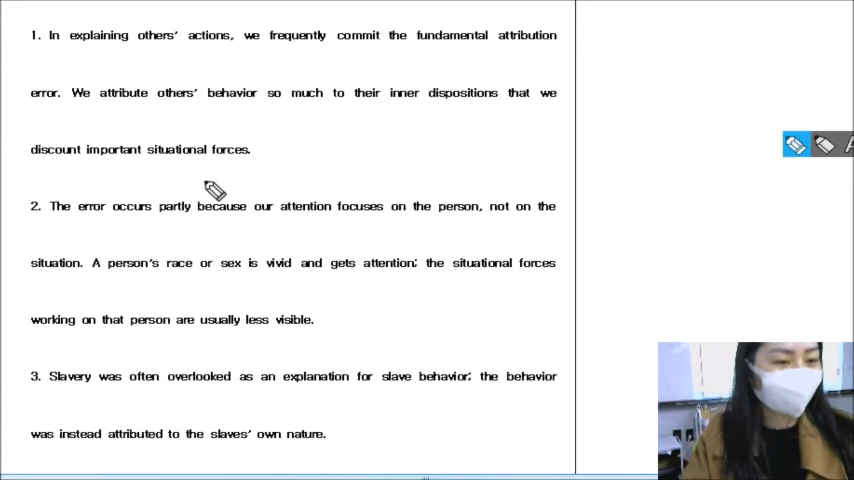 1. In explaining others' actions, we frequently commit the fundamental attribution
error. We attribute others' behavior so much to their inner dispositions that we
discount important situational forces.
2. The error occurs partly because our attention focuses on the person, not on the
situation. A person's race or sex is vivid and gets attention; the situational forces
working on that person are usually less visible.
3. Slavery was often overlooked as an explanation for slave behavior; the behavior
was instead attributed to the slaves' own nature.
A